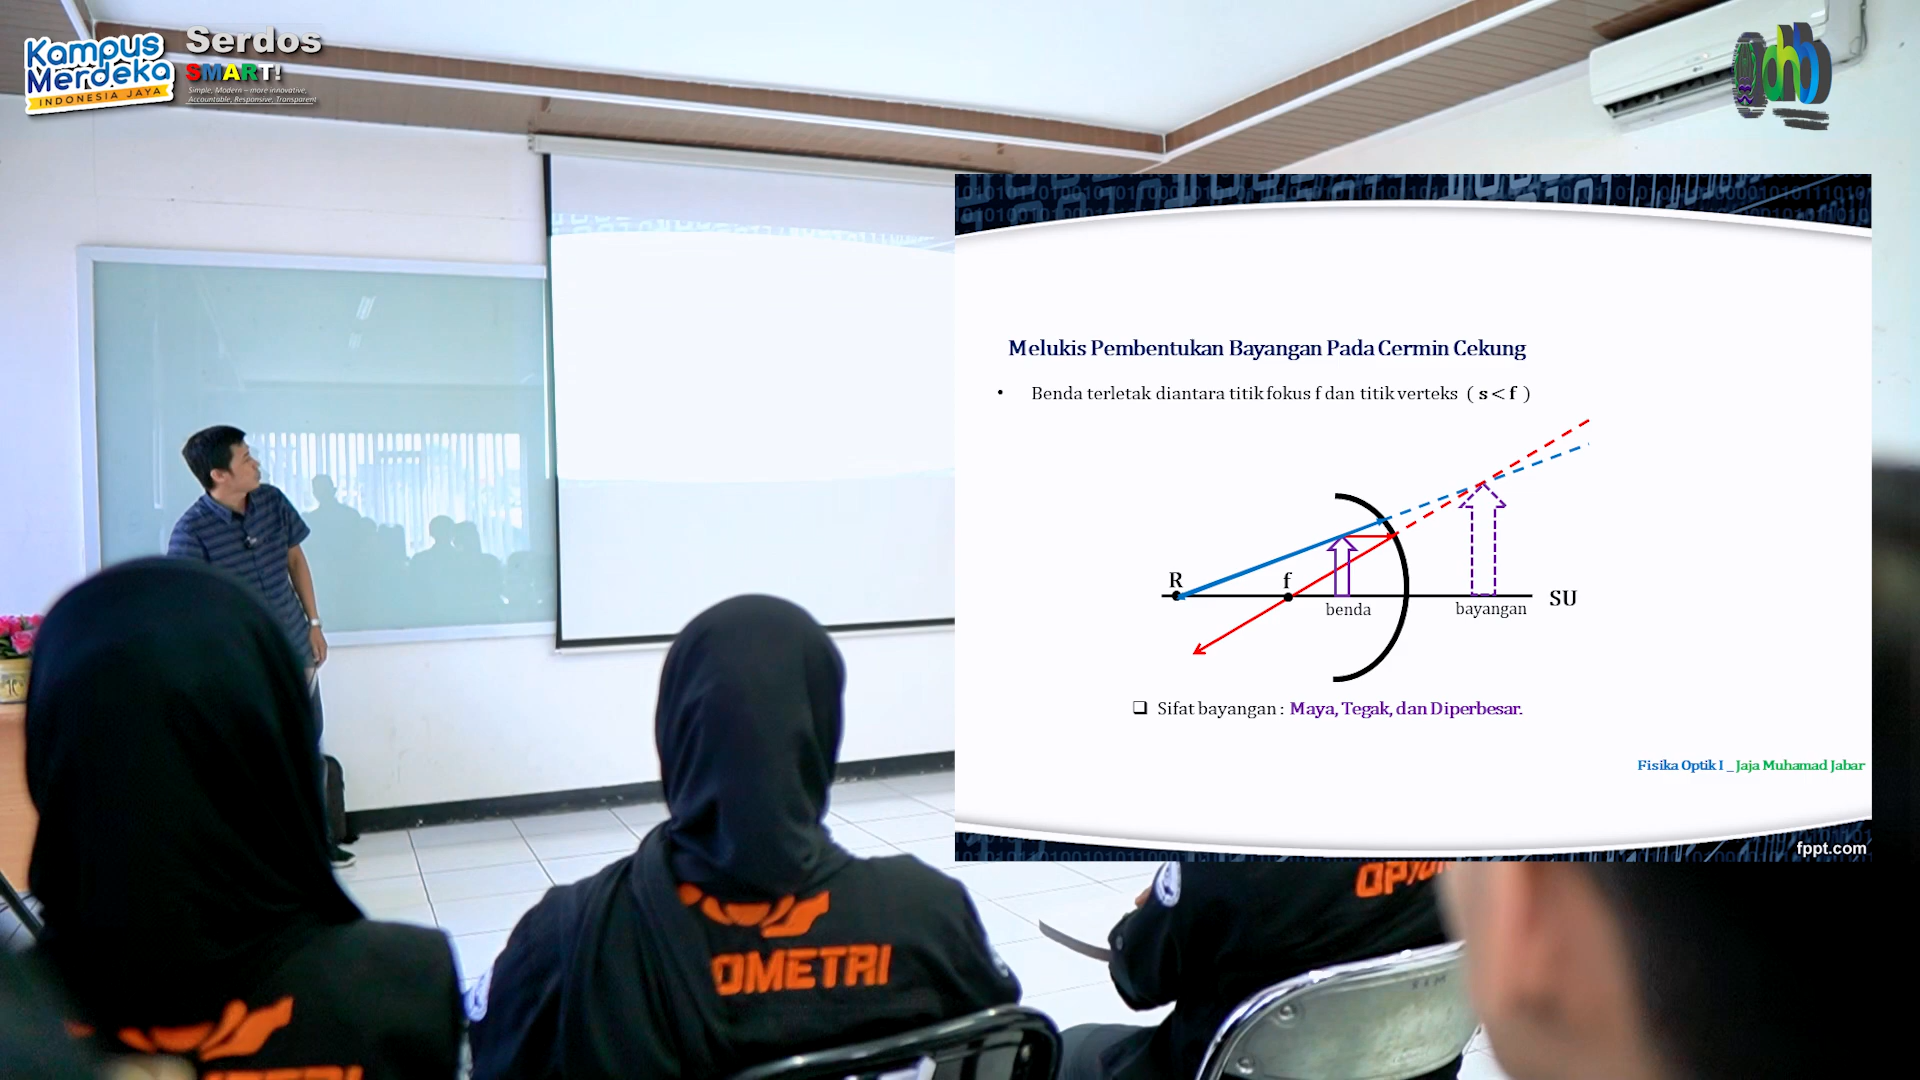 Kampus
Merdeka
INDONESIA JAYA
Serdos
SMART!
Simple, Modern – more innovative,
Accountable, Responsive, Transparent
Melukis Pembentukan Bayangan Pada Cermin Cekung
• Benda terletak diantara titik fokus f dan titik verteks ( s < f )
R
f
benda
bayangan
SU
❑ Sifat bayangan : Maya, Tegak, dan Diperbesar.
Fisika Optik I _ Jaja Muhamad Jabar
fppt.com
OMETRI